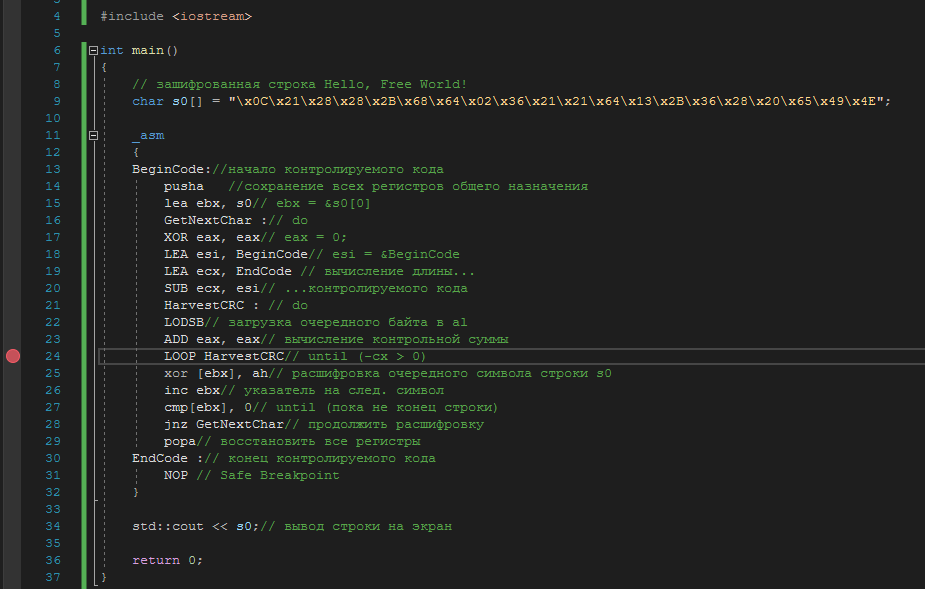 4 #include <iostream>
5
6 int main()
7 {
8 // зашифрованная строка Hello, Free World!
9 char s0[] = "\x0C\x21\x28\x28\x2B\x68\x64\x02\x36\x21\x21\x64\x13\x2B\x36\x28\x20\x65\x49\x4E";
10
11 _asm
12 {
13 BeginCode://начало контролируемого кода
14 pusha //сохранение всех регистров общего назначения
15 lea ebx, s0// ebx = &s0[0]
16 GetNextChar :// do
17 XOR eax, eax// eax = 0;
18 LEA esi, BeginCode// esi = &BeginCode
19 LEA ecx, EndCode // вычисление длины...
20 SUB ecx, esi// ...контролируемого кода
21 HarvestCRC : // do
22 LODSB// загрузка очередного байта в al
23 ADD eax, eax// вычисление контрольной суммы
24 LOOP HarvestCRC// until (-cx > 0)
25 xor [ebx], ah// расшифровка очередного символа строки s0
26 inc ebx// указатель на след. символ
27 cmp[ebx], 0// until (пока не конец строки)
28 jnz GetNextChar// продолжить расшифровку
29 popa// восстановить все регистры
30 EndCode :// конец контролируемого кода
31 NOP // Safe Breakpoint
32 }
33
34 std::cout << s0;// вывод строки на экран
35
36 return 0;
37 }